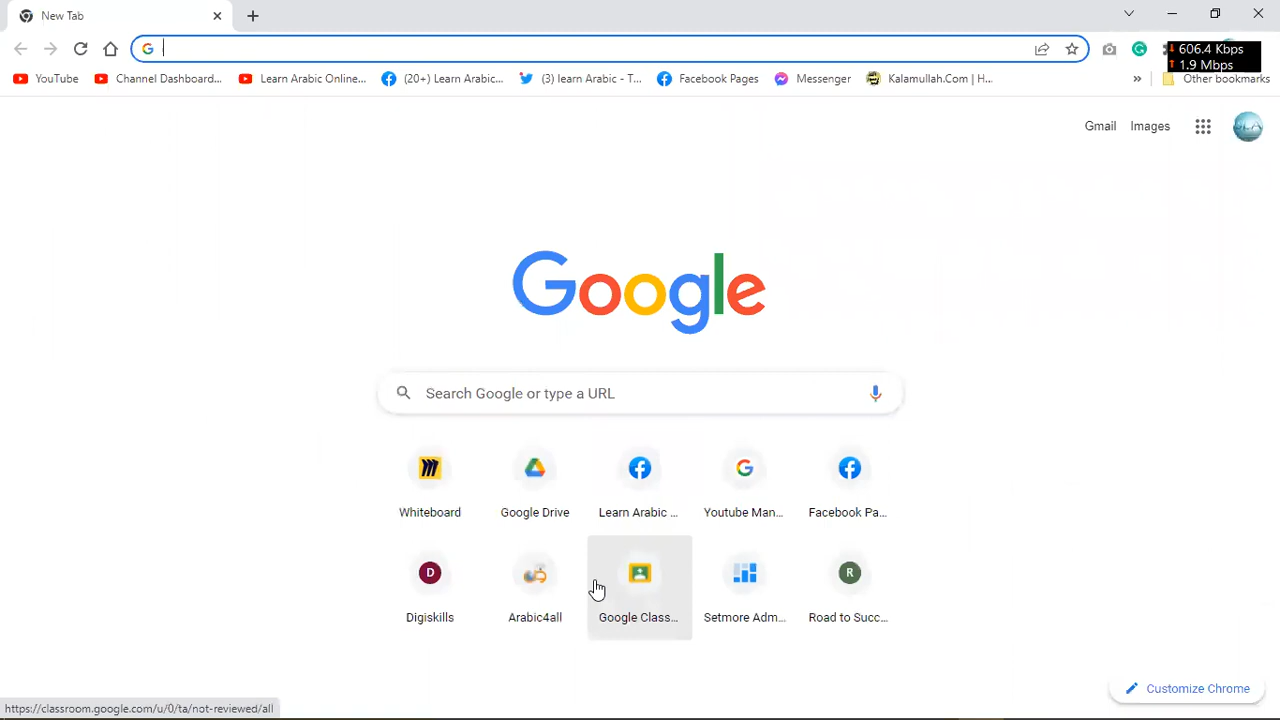 New Tab
606.4 Kbps
1.9 Mbps
YouTube
Channel Dashboard...
Learn Arabic Online...
(20+) Learn Arabic...
(3) learn Arabic - T...
Facebook Pages
Messenger
Kalamullah.Com | H...
»
Other bookmarks
Gmail
Images
Google
Search Google or type a URL
Whiteboard
Google Drive
Learn Arabic ...
Youtube Man...
Facebook Pa...
D
R
Digiskills
Arabic4all
Google Class...
Setmore Adm...
Road to Succ...
Customize Chrome
https://classroom.google.com/u/0/ta/not-reviewed/all